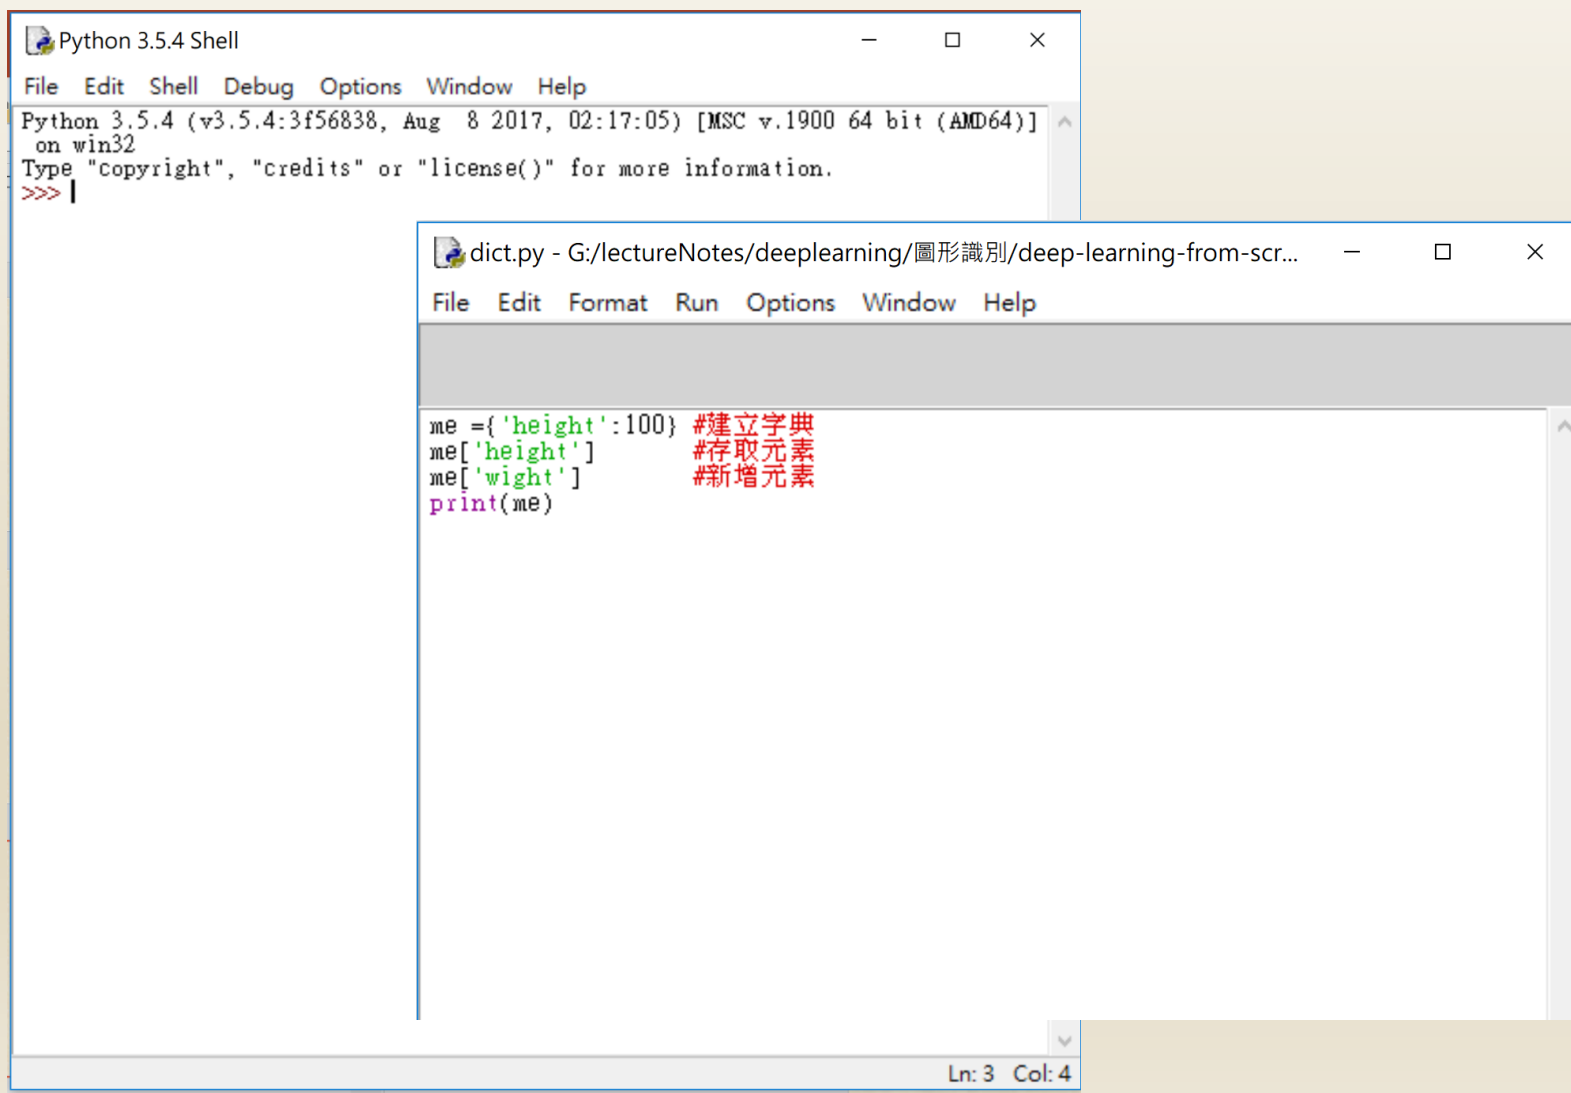 Python 3.5.4 Shell
File Edit Shell Debug Options Window Help
Python 3.5.4 (v3.5.4:3f56838, Aug  8 2017, 02:17:05) [MSC v.1900 64 bit (AMD64)]
 on win32
Type "copyright", "credits" or "license()" for more information.
>>>
dict.py - G:/lectureNotes/deeplearning/圖形識別/deep-learning-from-scr...
File Edit Format Run Options Window Help
me ={'height':100} #建立字典
me['height'] #存取元素
me['wight'] #新增元素
print(me)
Ln: 3 Col: 4